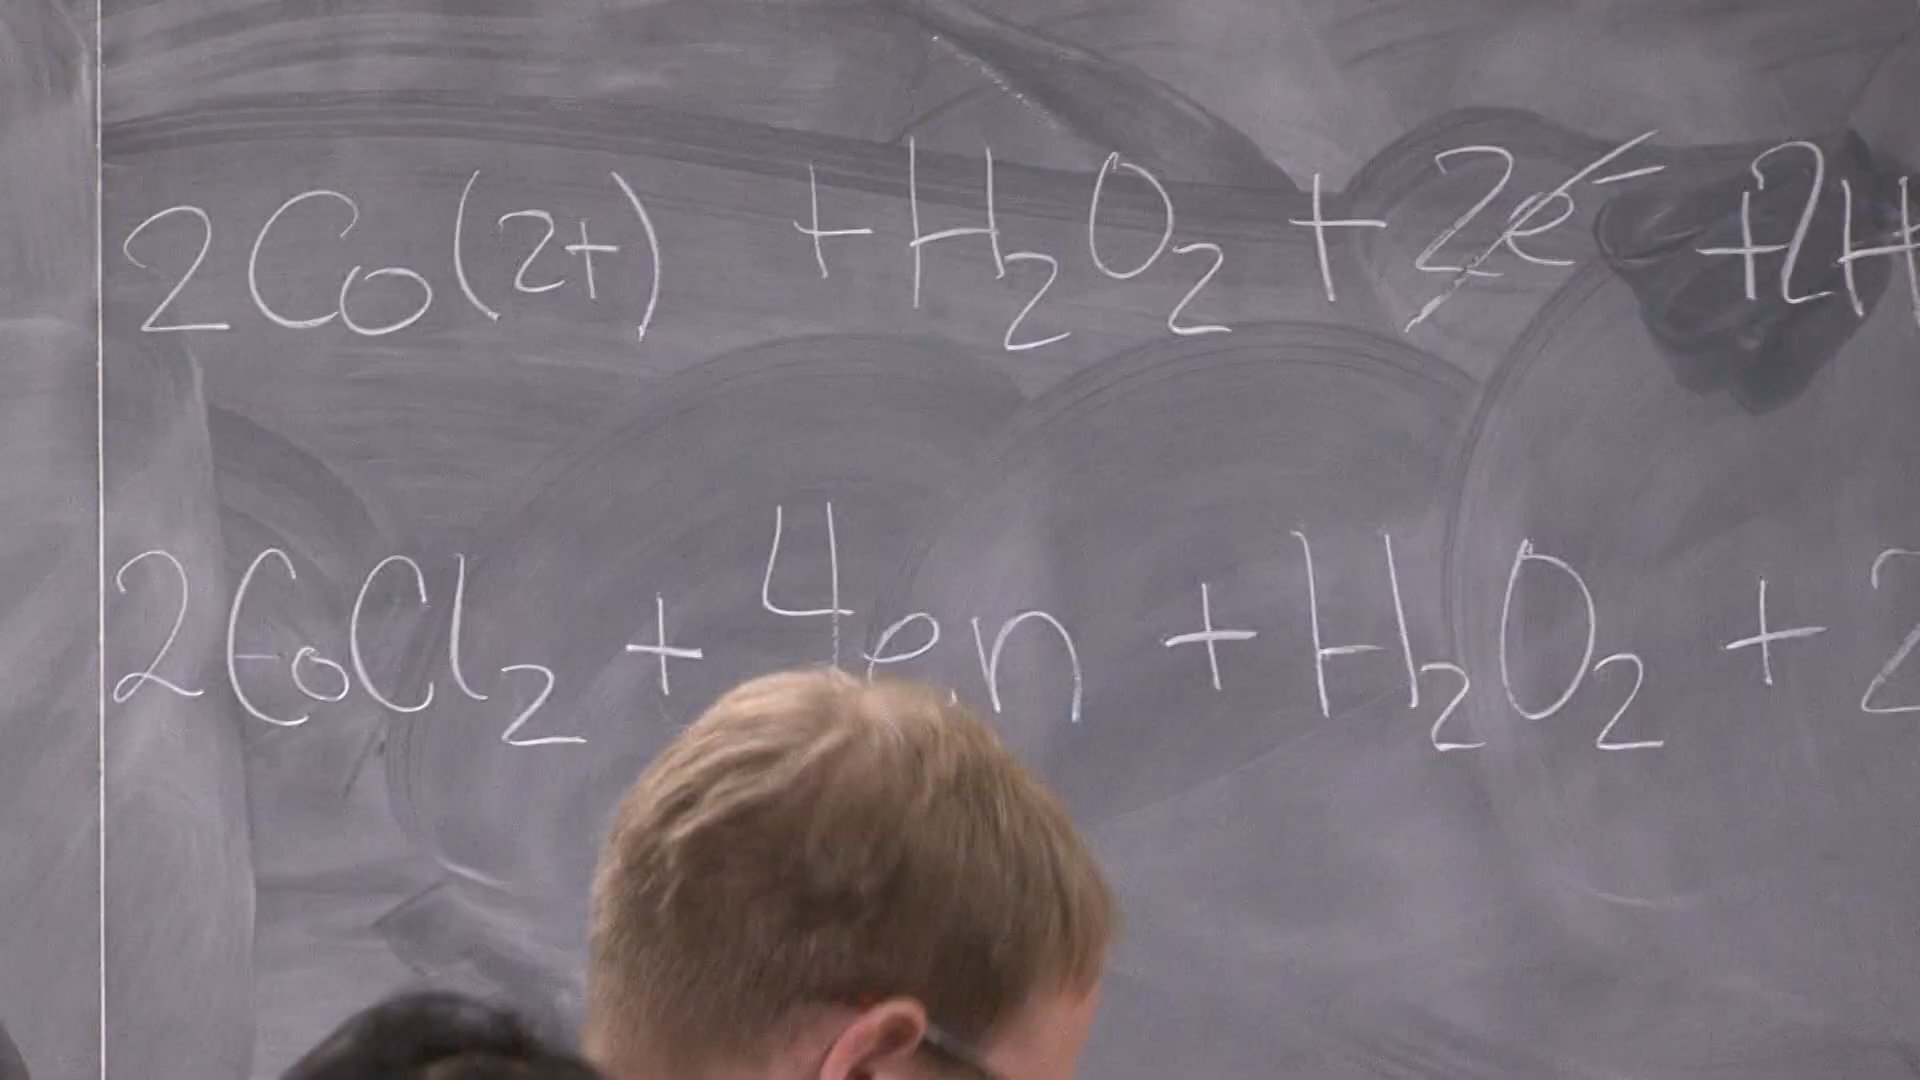 2Co(2+) + H₂O₂ + 2e⁻ + 2H
2CoCl₂ + 4en + H₂O₂ + 2